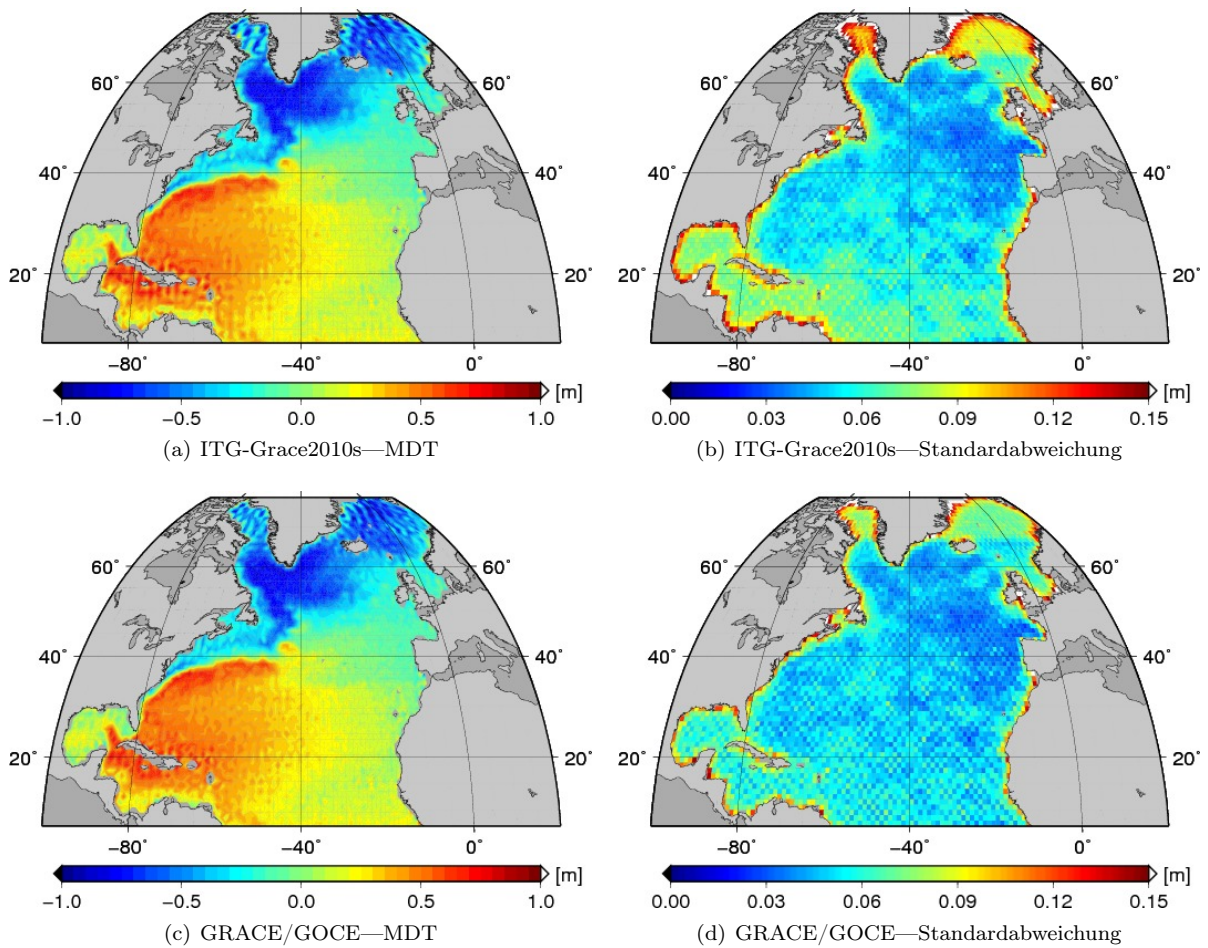 60° 60°
40° 40°
20° 20°
−80° −40° 0°
−1.0 −0.5 0.0 0.5 1.0 [m]
(a) ITG-Grace2010s—MDT
60° 60°
40° 40°
20° 20°
−80° −40° 0°
0.00 0.03 0.06 0.09 0.12 0.15 [m]
(b) ITG-Grace2010s—Standardabweichung
60° 60°
40° 40°
20° 20°
−80° −40° 0°
−1.0 −0.5 0.0 0.5 1.0 [m]
(c) GRACE/GOCE—MDT
60° 60°
40° 40°
20° 20°
−80° −40° 0°
0.00 0.03 0.06 0.09 0.12 0.15 [m]
(d) GRACE/GOCE—Standardabweichung